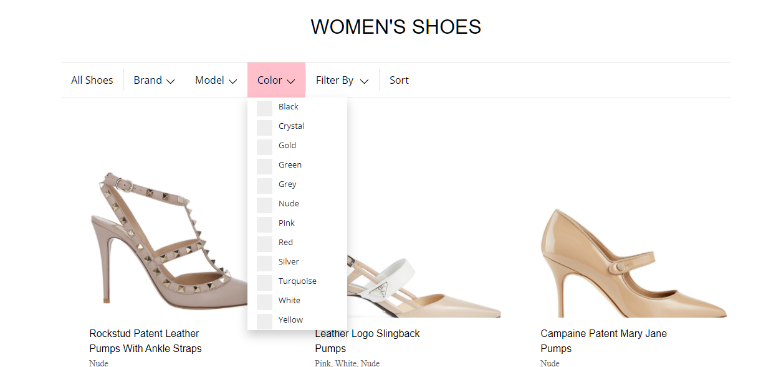 WOMEN'S SHOES
All Shoes Brand Model Color Filter By Sort
Black
Crystal
Gold
Green
Grey
Nude
Pink
Red
Silver
Turquoise
White
Yellow
Rockstud Patent Leather
Pumps With Ankle Straps
Nude
Leather Logo Slingback
Pumps
Pink, White, Nude
Campaine Patent Mary Jane
Pumps
Nude